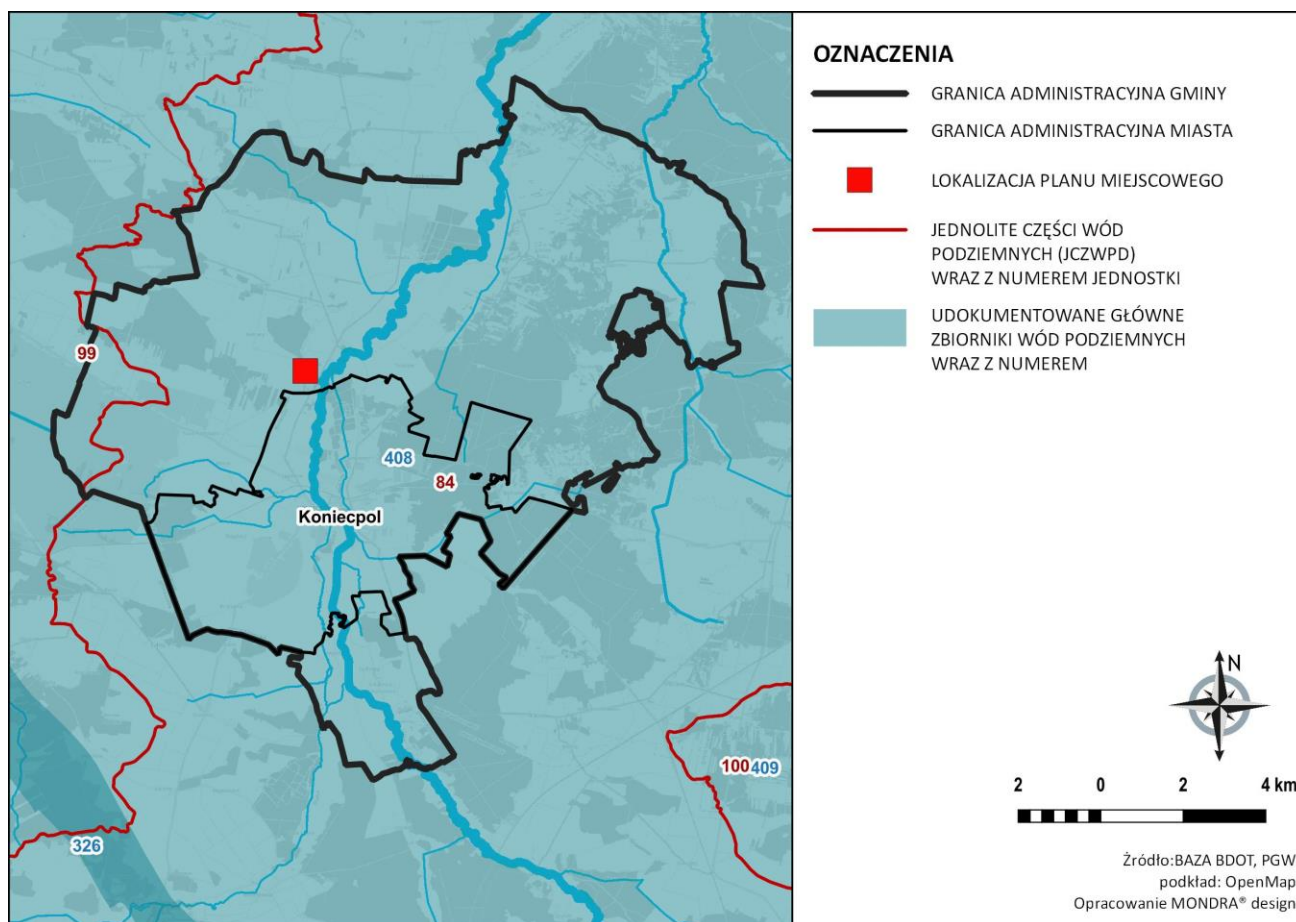 99
408
84
Koniecpol
100 409
326
OZNACZENIA
GRANICA ADMINISTRACYJNA GMINY
GRANICA ADMINISTRACYJNA MIASTA
LOKALIZACJA PLANU MIEJSCOWEGO
JEDNOLITE CZĘŚCI WÓD
PODZIEMNYCH (JCZWPD)
WRAZ Z NUMEREM JEDNOSTKI
UDOKUMENTOWANE GŁÓWNE
ZBIORNIKI WÓD PODZIEMNYCH
WRAZ Z NUMEREM
N
2 0 2 4 km
Źródło:BAZA BDOT, PGW
podkład: OpenMap
Opracowanie MONDRA® design